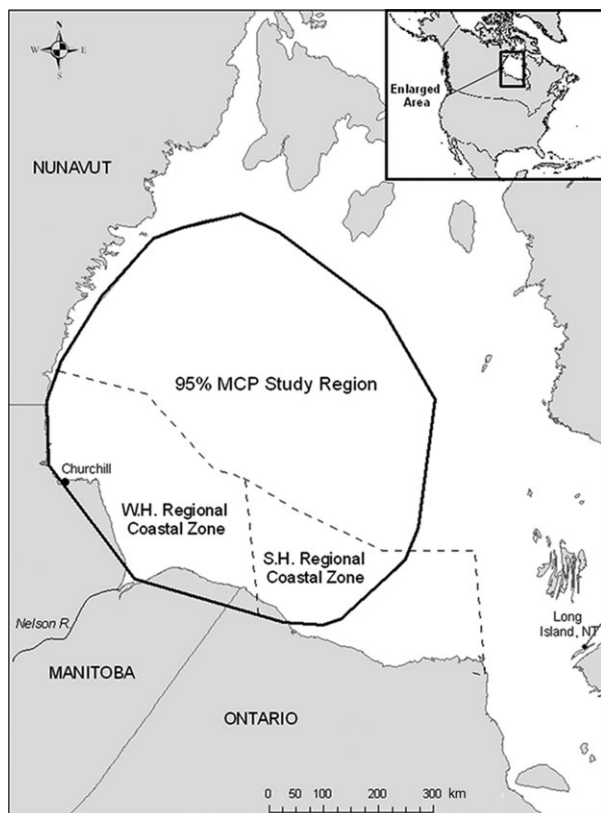 N
W E
S
Enlarged
Area
NUNAVUT
95% MCP Study Region
Churchill
W.H. Regional
Coastal Zone
S.H. Regional
Coastal Zone
Long
Island, NT
Nelson R.
MANITOBA
ONTARIO
0 50 100 200 300
km